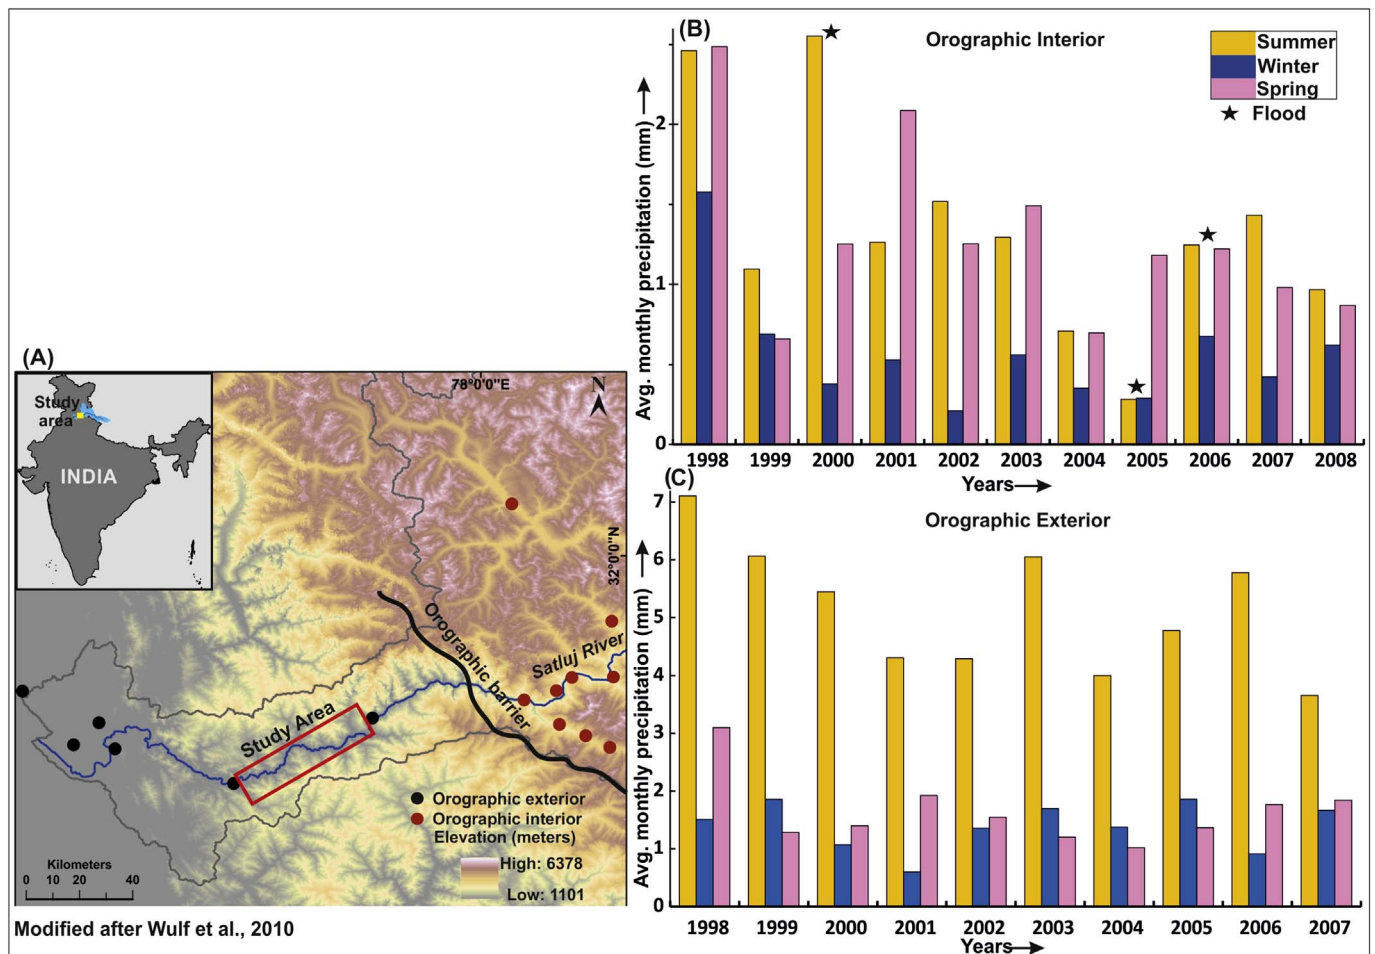 (A)
Study
area
INDIA
78°0'0"E
N
32°0'0"N
Orographic barrier
Satluj River
Study Area
Orographic exterior
Orographic interior
Elevation (meters)
High: 6378
Low: 1101
Kilometers
0 10 20 40
Modified after Wulf et al., 2010
(B)
Orographic Interior
Summer
Winter
Spring
Flood
Avg. monthly precipitation (mm)
2
1
0
1998 1999 2000 2001 2002 2003 2004 2005 2006 2007 2008
Years
(C)
Orographic Exterior
Avg. monthly precipitation (mm)
7
6
5
4
3
2
1
0
1998 1999 2000 2001 2002 2003 2004 2005 2006 2007
Years